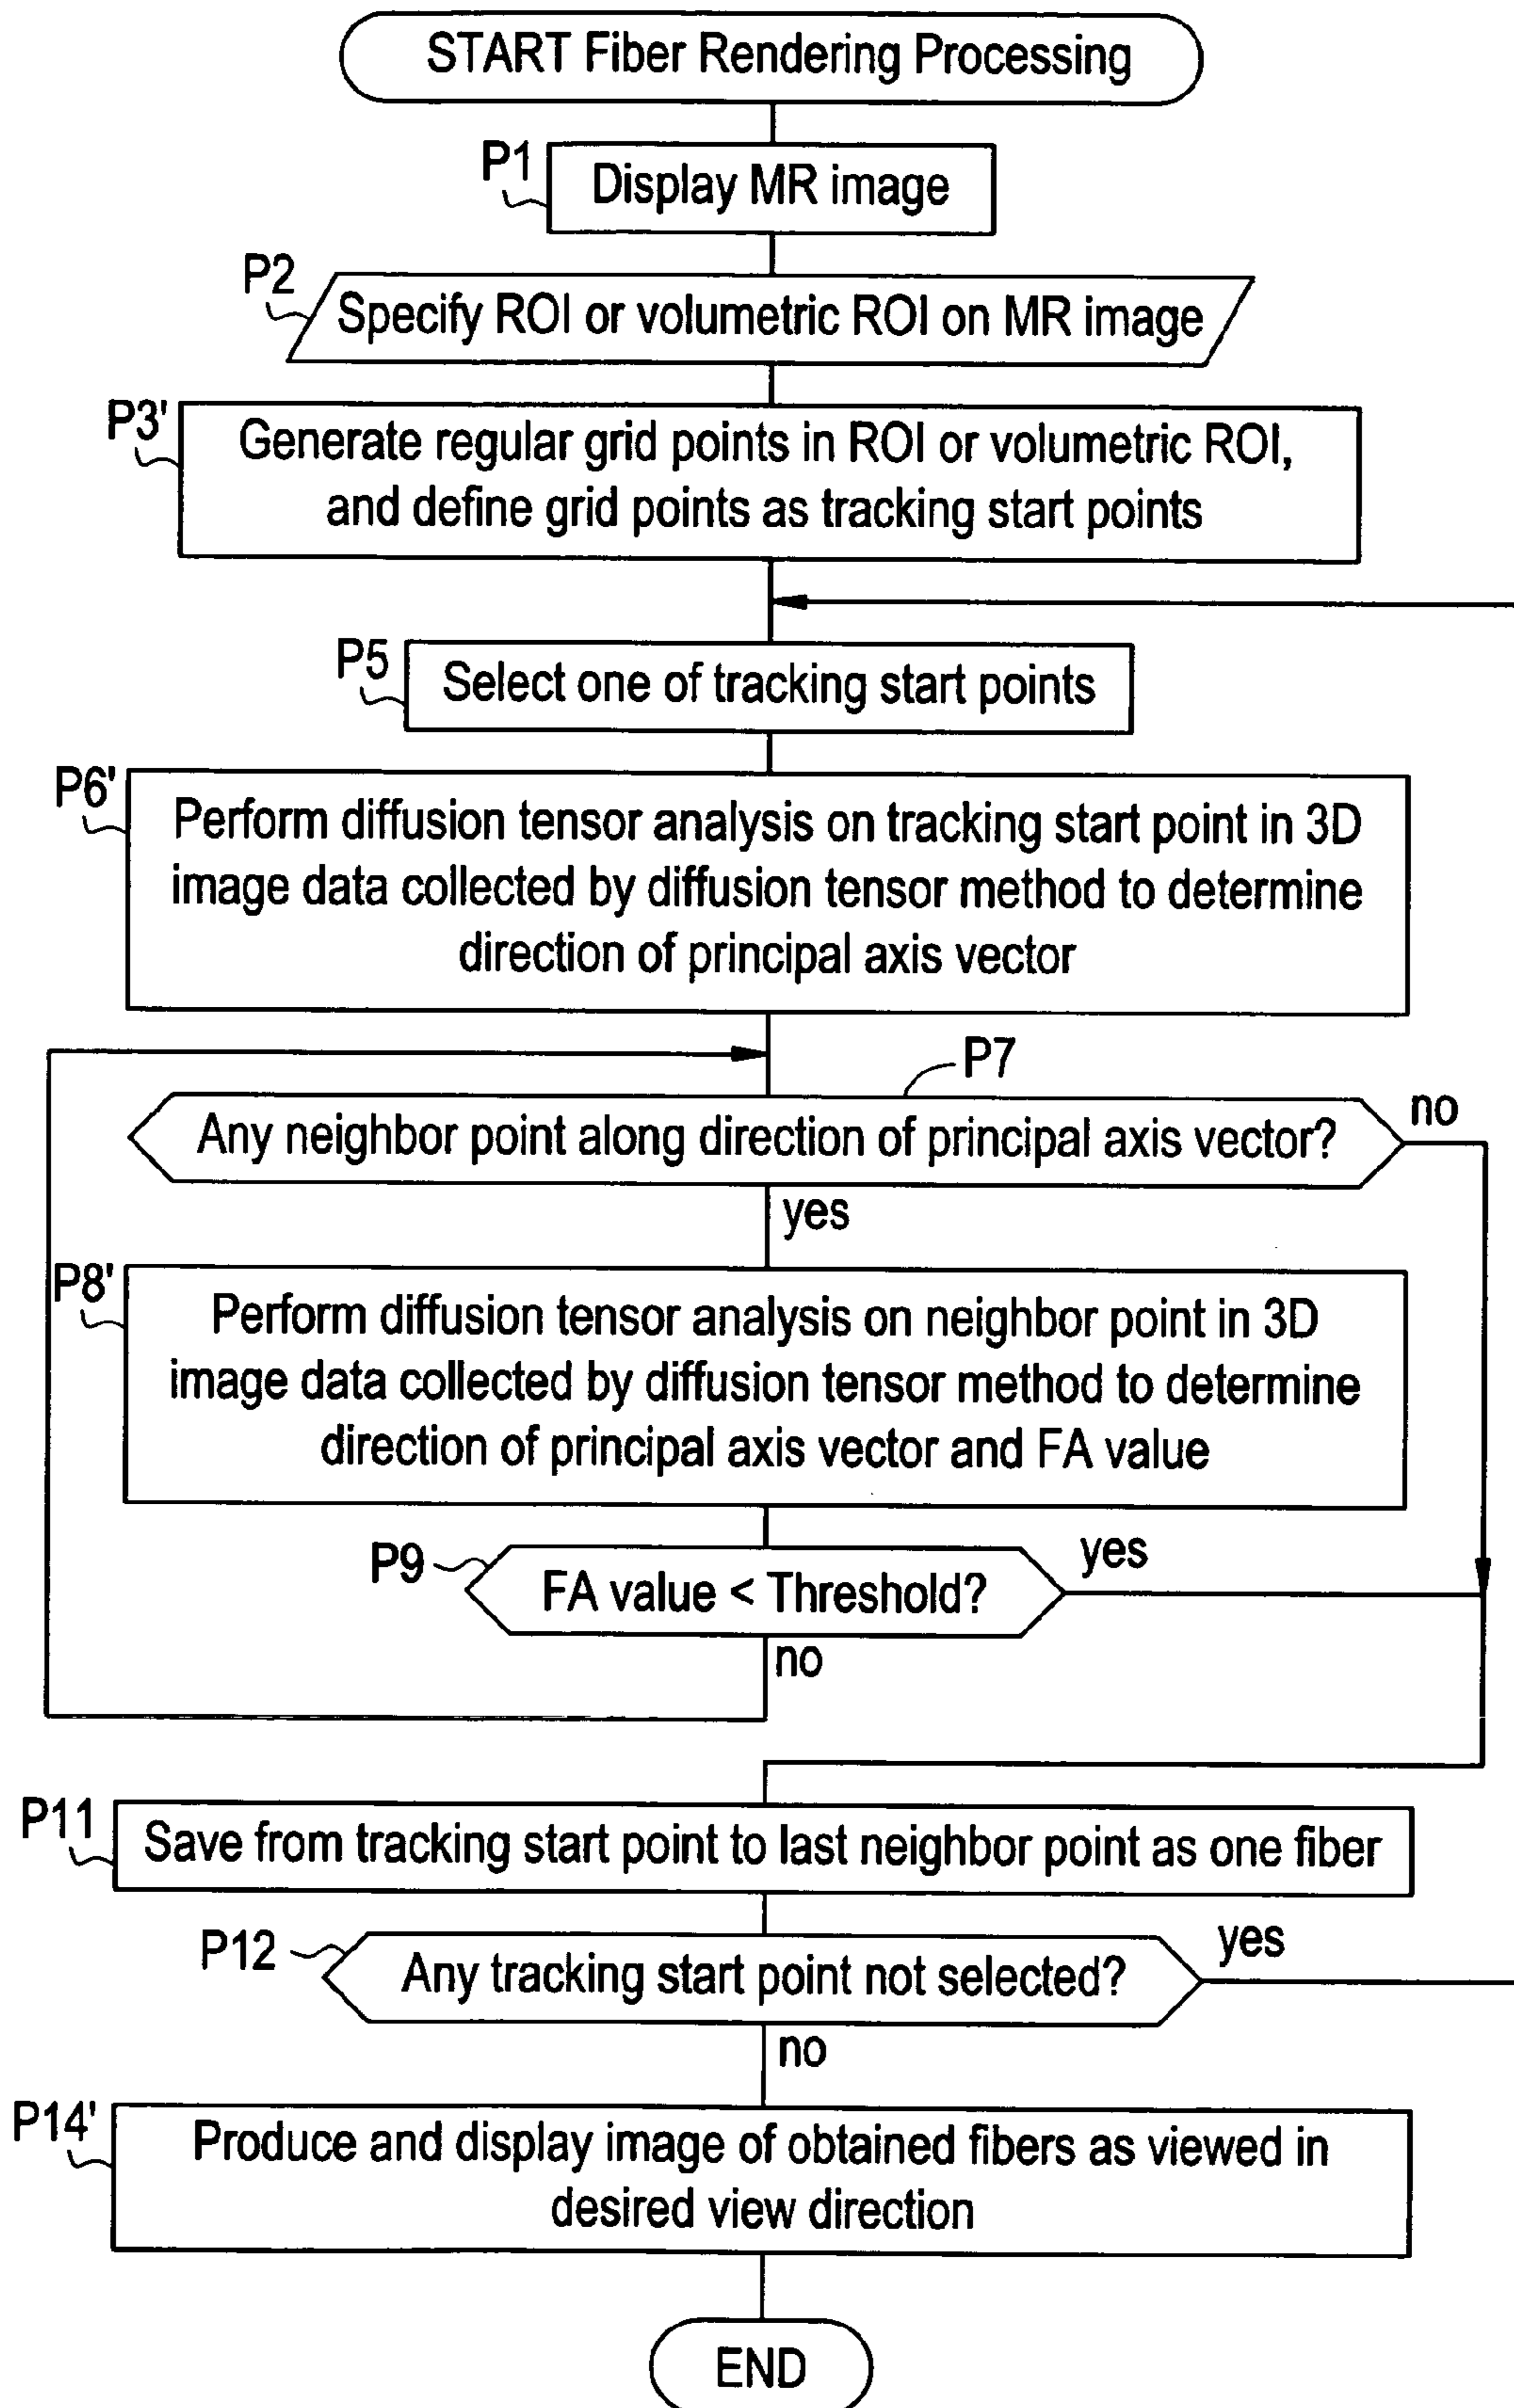 START Fiber Rendering Processing
P1
Display MR image
P2
Specify ROI or volumetric ROI on MR image
P3'
Generate regular grid points in ROI or volumetric ROI,
and define grid points as tracking start points
P5
Select one of tracking start points
P6'
Perform diffusion tensor analysis on tracking start point in 3D
image data collected by diffusion tensor method to determine
direction of principal axis vector
P7
Any neighbor point along direction of principal axis vector?
no
yes
P8'
Perform diffusion tensor analysis on neighbor point in 3D
image data collected by diffusion tensor method to determine
direction of principal axis vector and FA value
P9
FA value < Threshold?
yes
no
P11
Save from tracking start point to last neighbor point as one fiber
P12
Any tracking start point not selected?
yes
no
P14'
Produce and display image of obtained fibers as viewed in
desired view direction
END